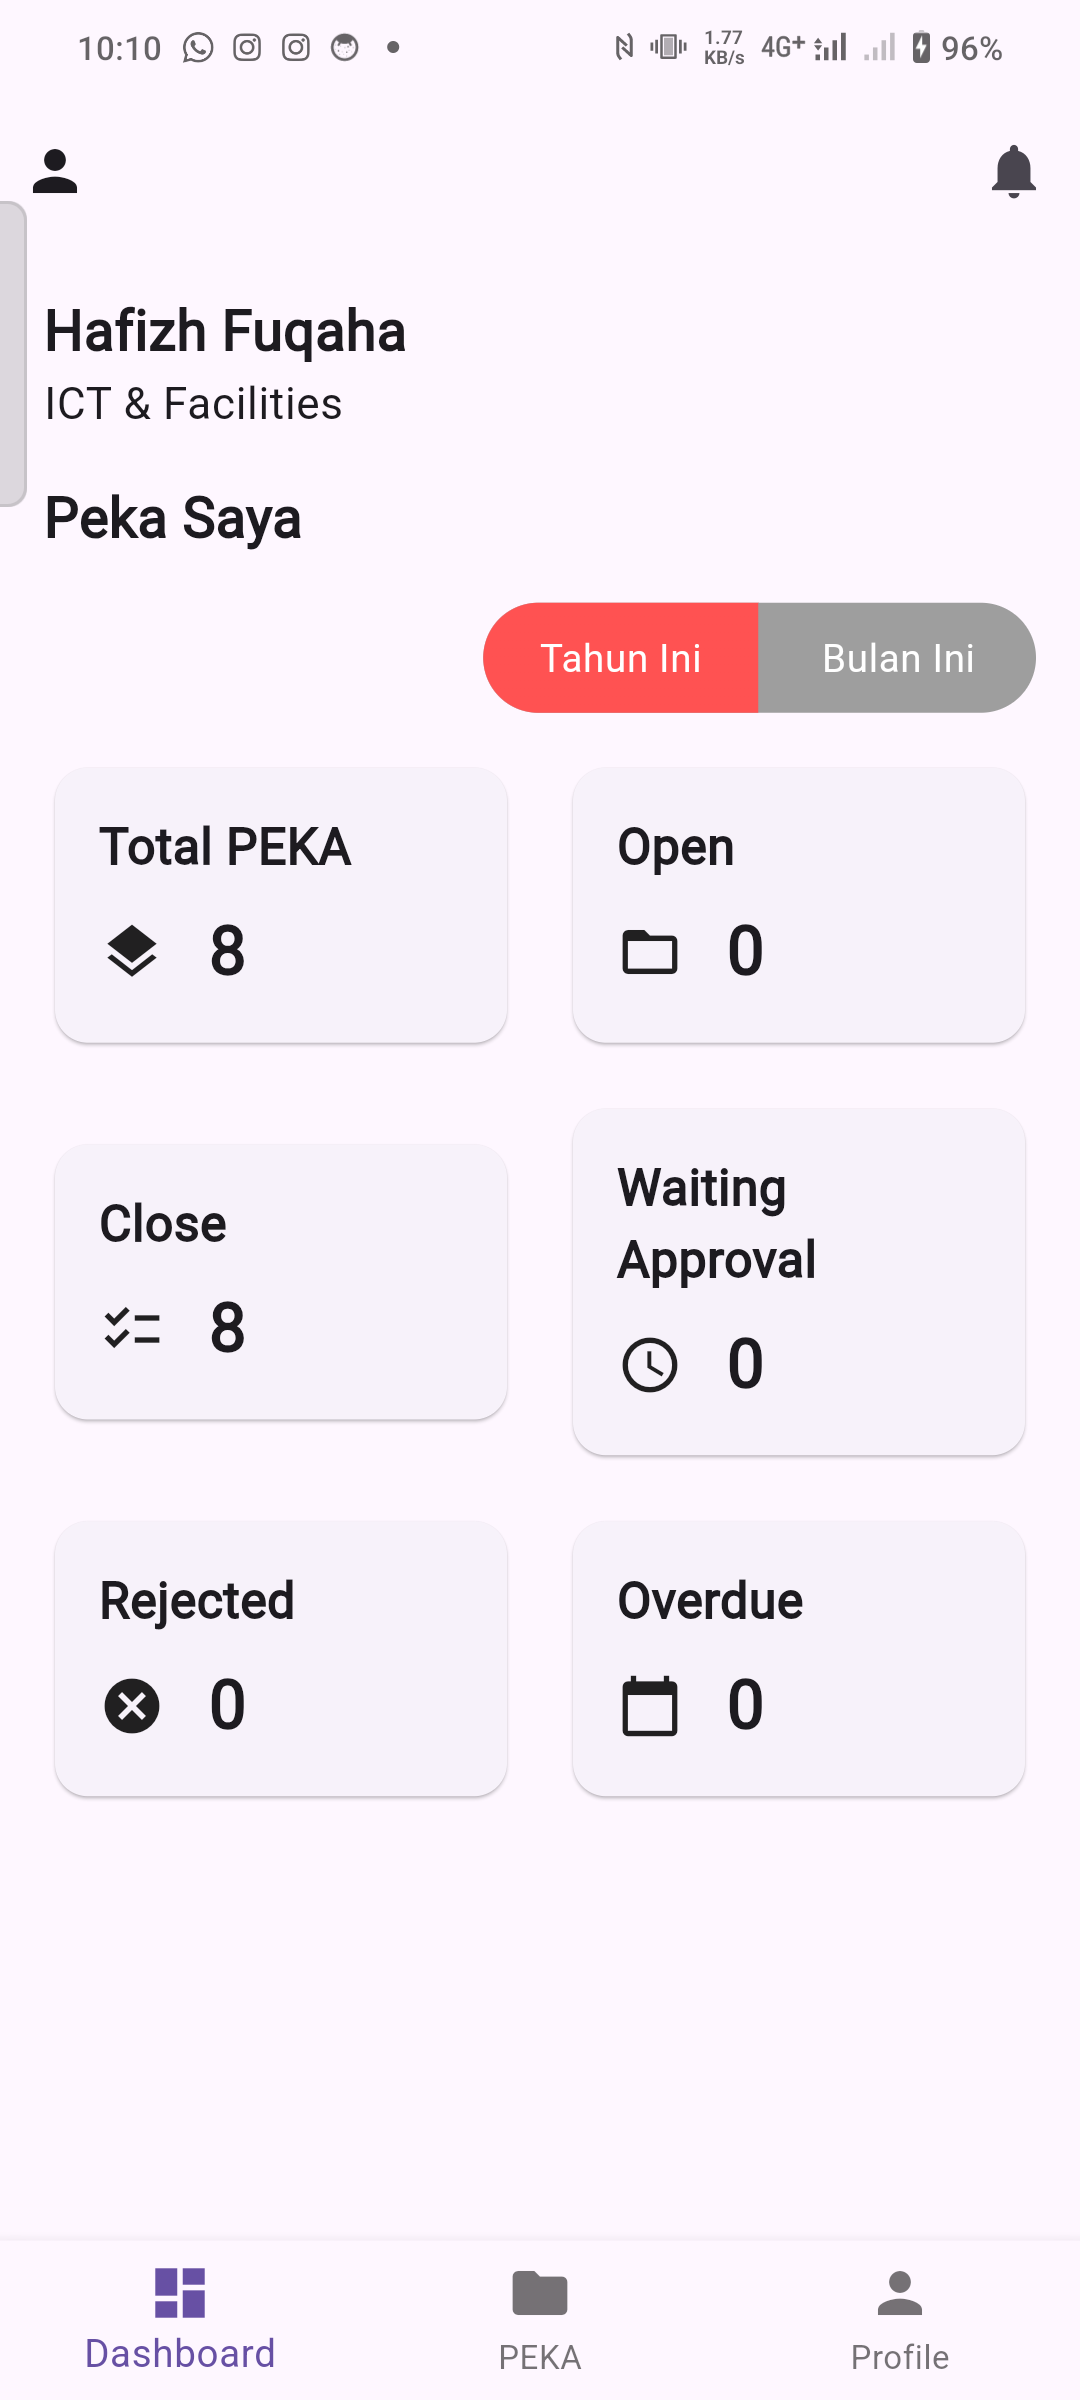 10:10
1.77
KB/s
4G+
96%
Hafizh Fuqaha
ICT & Facilities
Peka Saya
Tahun Ini
Bulan Ini
Total PEKA
8
Open
0
Close
8
Waiting
Approval
0
Rejected
0
Overdue
0
Dashboard
PEKA
Profile